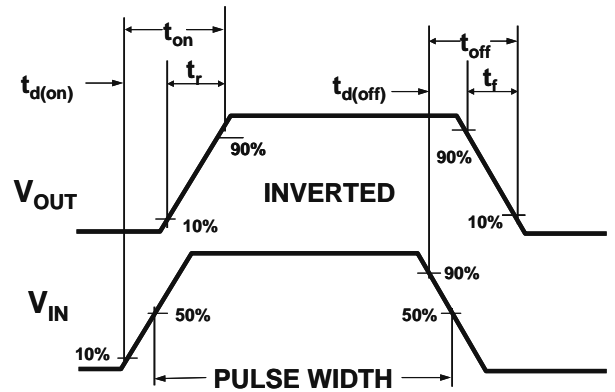 t_on
t_off
t_d(on)
t_r
t_d(off)
t_f
90%
90%
V_OUT
INVERTED
10%
10%
90%
V_IN
50%
50%
10%
PULSE WIDTH